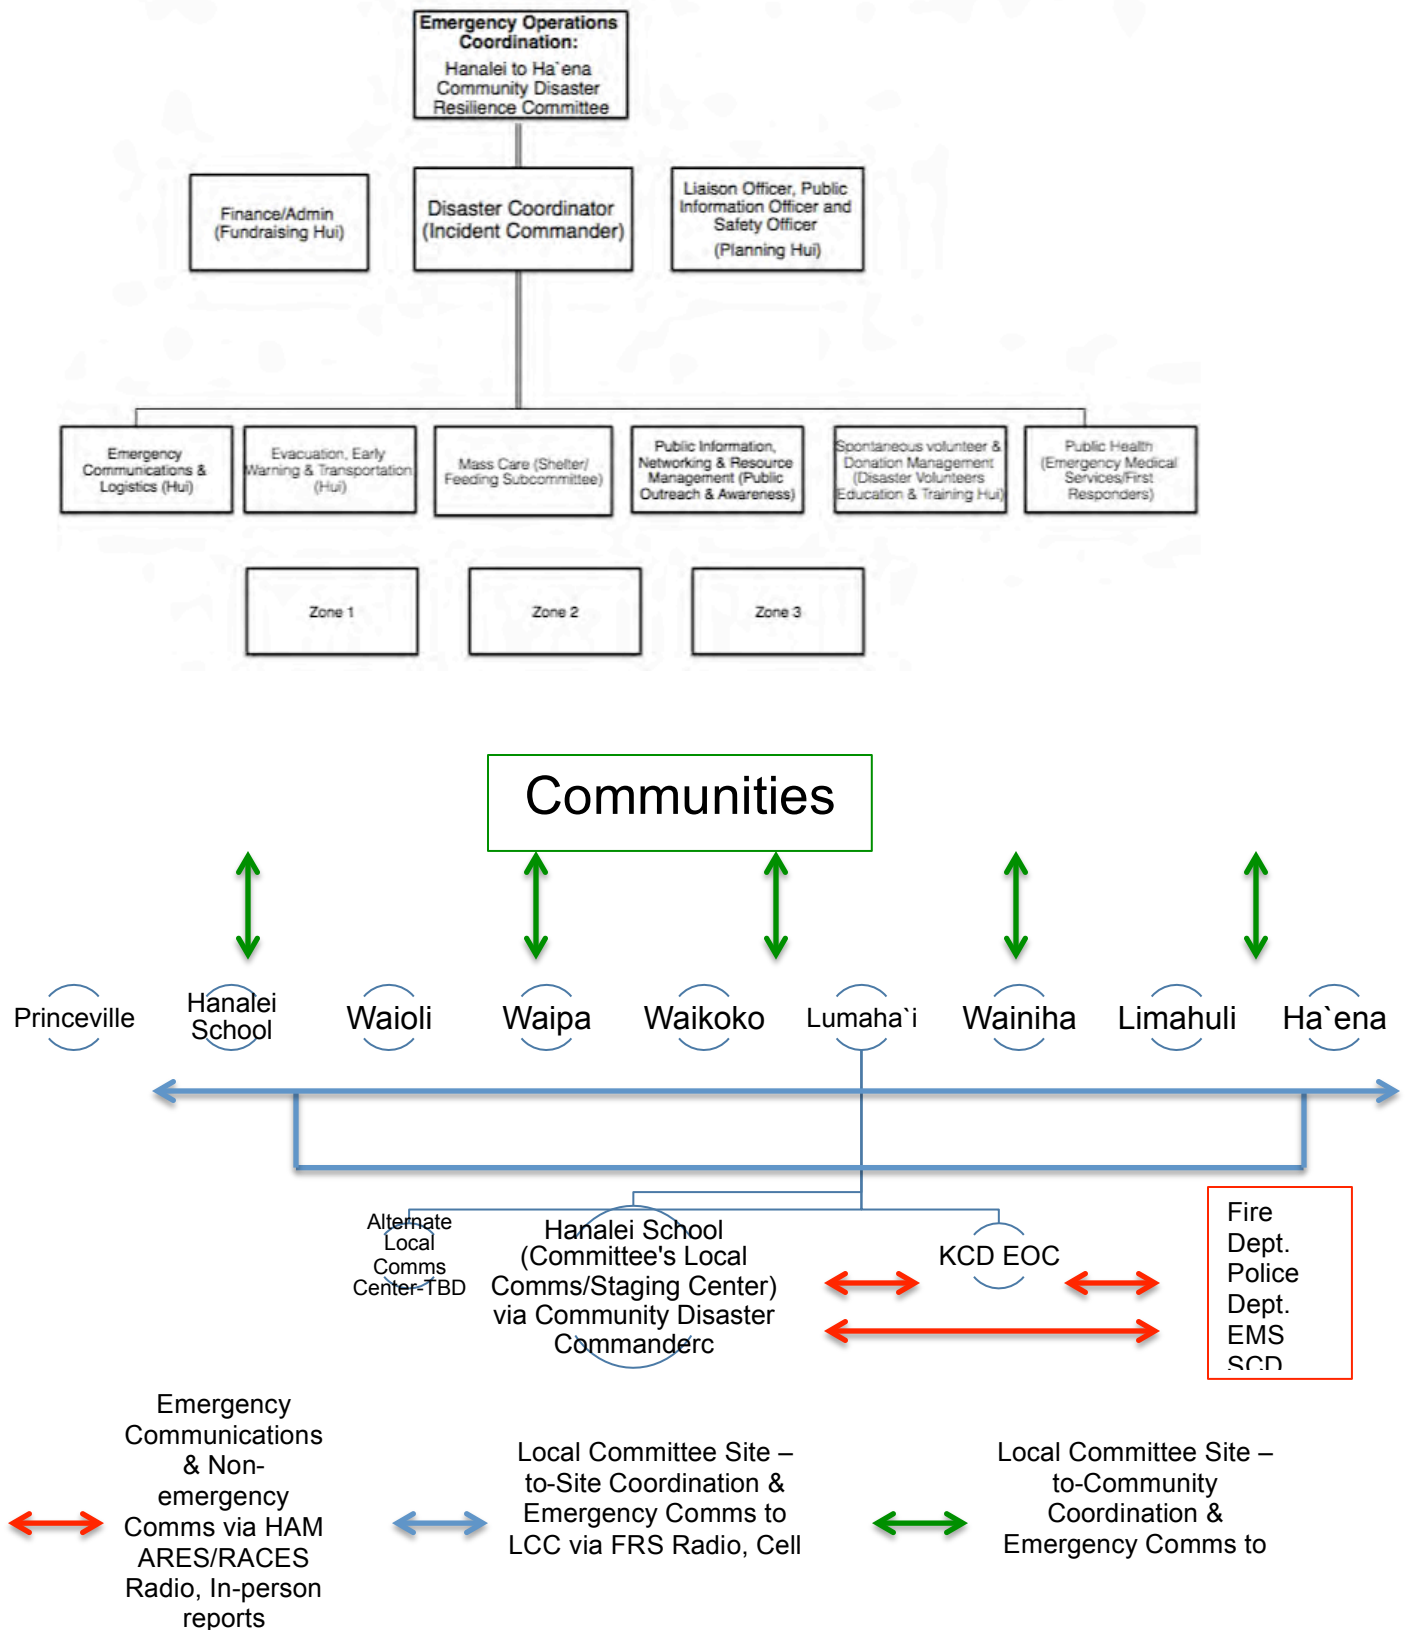 Emergency Operations
Coordination:
Hanalei to Ha`ena
Community Disaster
Resilience Committee
Finance/Admin
(Fundraising Hui)
Disaster Coordinator
(Incident Commander)
Liaison Officer, Public
Information Officer and
Safety Officer
(Planning Hui)
Emergency
Communications &
Logistics (Hui)
Evacuation, Early
Warning & Transportation
(Hui)
Mass Care (Shelter/
Feeding Subcommittee)
Public Information,
Networking & Resource
Management (Public
Outreach & Awareness)
Spontaneous volunteer &
Donation Management
(Disaster Volunteers
Education & Training Hui)
Public Health
(Emergency Medical
Services/First
Responders)
Zone 1
Zone 2
Zone 3
Communities
Princeville
Hanalei
School
Waioli
Waipa
Waikoko
Lumaha`i
Wainiha
Limahuli
Ha`ena
Alternate
Local
Comms
Center-TBD
Hanalei School
(Committee's Local
Comms/Staging Center)
via Community Disaster
Commanderc
KCD EOC
Fire
Dept.
Police
Dept.
EMS
SCD
Emergency
Communications
& Non-
emergency
Comms via HAM
ARES/RACES
Radio, In-person
reports
Local Committee Site –
to-Site Coordination &
Emergency Comms to
LCC via FRS Radio, Cell
Local Committee Site –
to-Community
Coordination &
Emergency Comms to